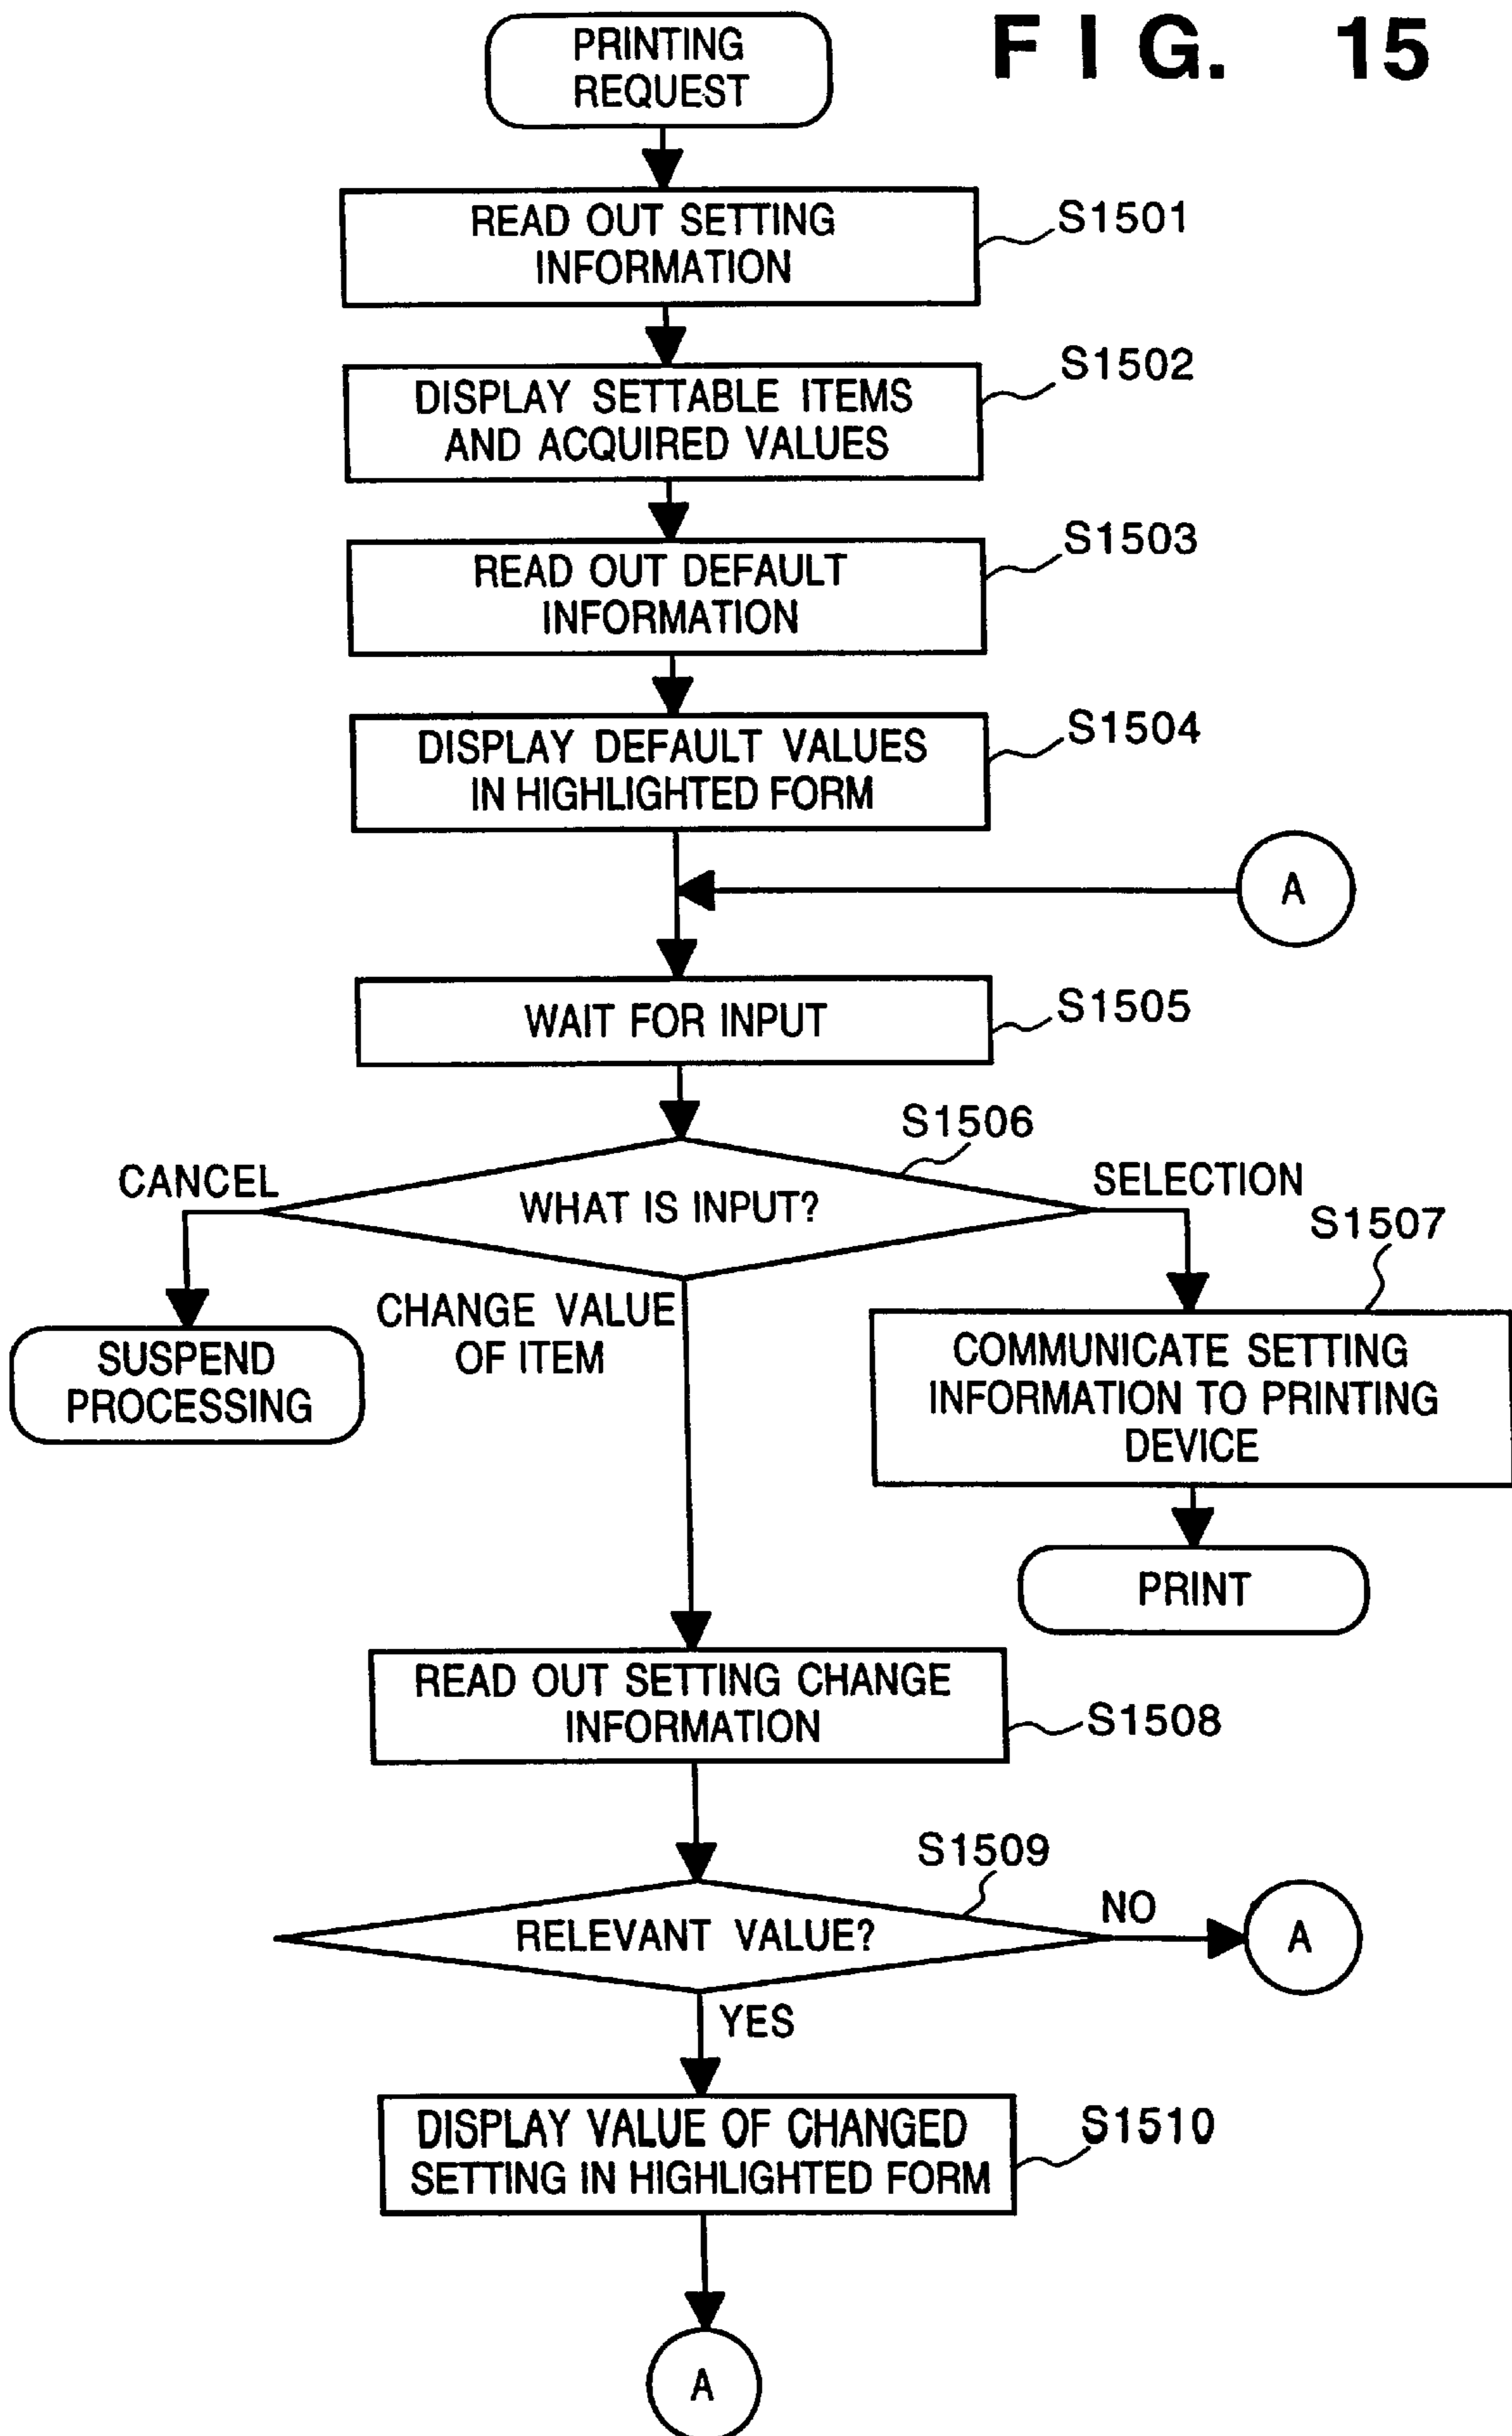 FIG. 15
PRINTING
REQUEST
READ OUT SETTING
INFORMATION
S1501
DISPLAY SETTABLE ITEMS
AND ACQUIRED VALUES
S1502
READ OUT DEFAULT
INFORMATION
S1503
DISPLAY DEFAULT VALUES
IN HIGHLIGHTED FORM
S1504
A
WAIT FOR INPUT
S1505
S1506
WHAT IS INPUT?
CANCEL
SELECTION
S1507
SUSPEND
PROCESSING
CHANGE VALUE
OF ITEM
COMMUNICATE SETTING
INFORMATION TO PRINTING
DEVICE
PRINT
READ OUT SETTING CHANGE
INFORMATION
S1508
S1509
RELEVANT VALUE?
NO
A
YES
DISPLAY VALUE OF CHANGED
SETTING IN HIGHLIGHTED FORM
S1510
A